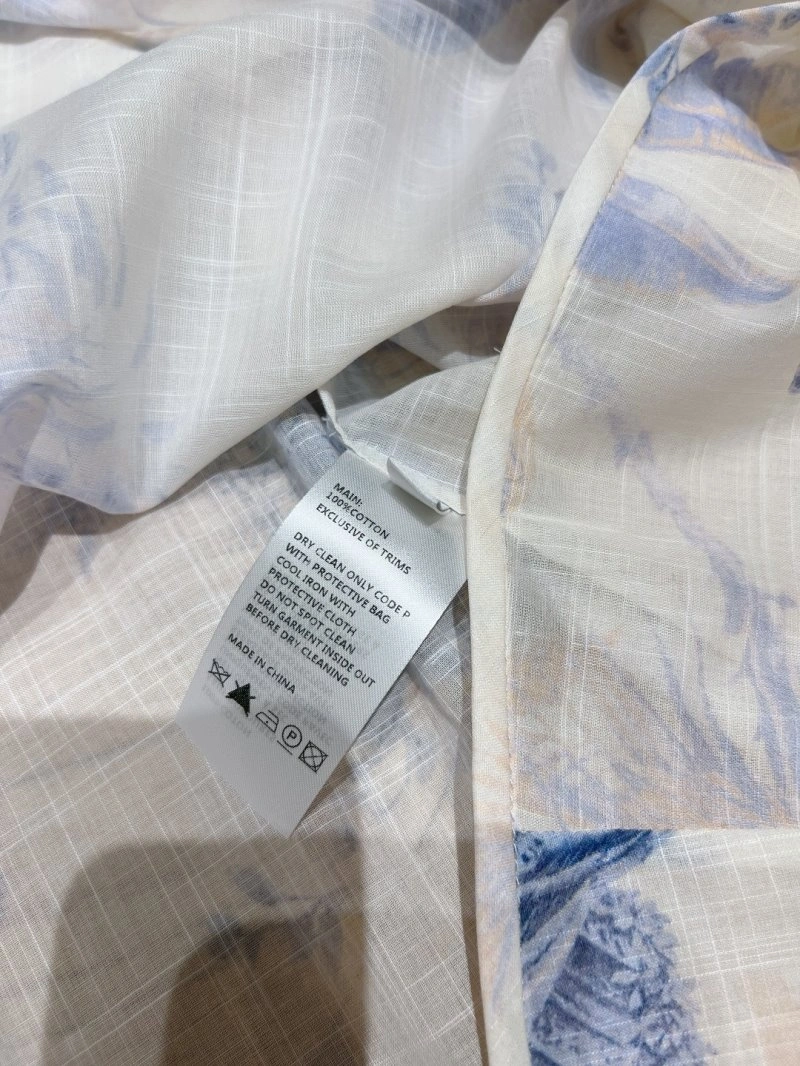 MAIN:
100%COTTON
EXCLUSIVE OF TRIMS
DRY CLEAN ONLY CODE P
WITH PROTECTIVE BAG
COOL IRON WITH
PROTECTIVE CLOTH
DO NOT SPOT CLEAN
TURN GARMENT INSIDE OUT
BEFORE DRY CLEANING
MADE IN CHINA
P